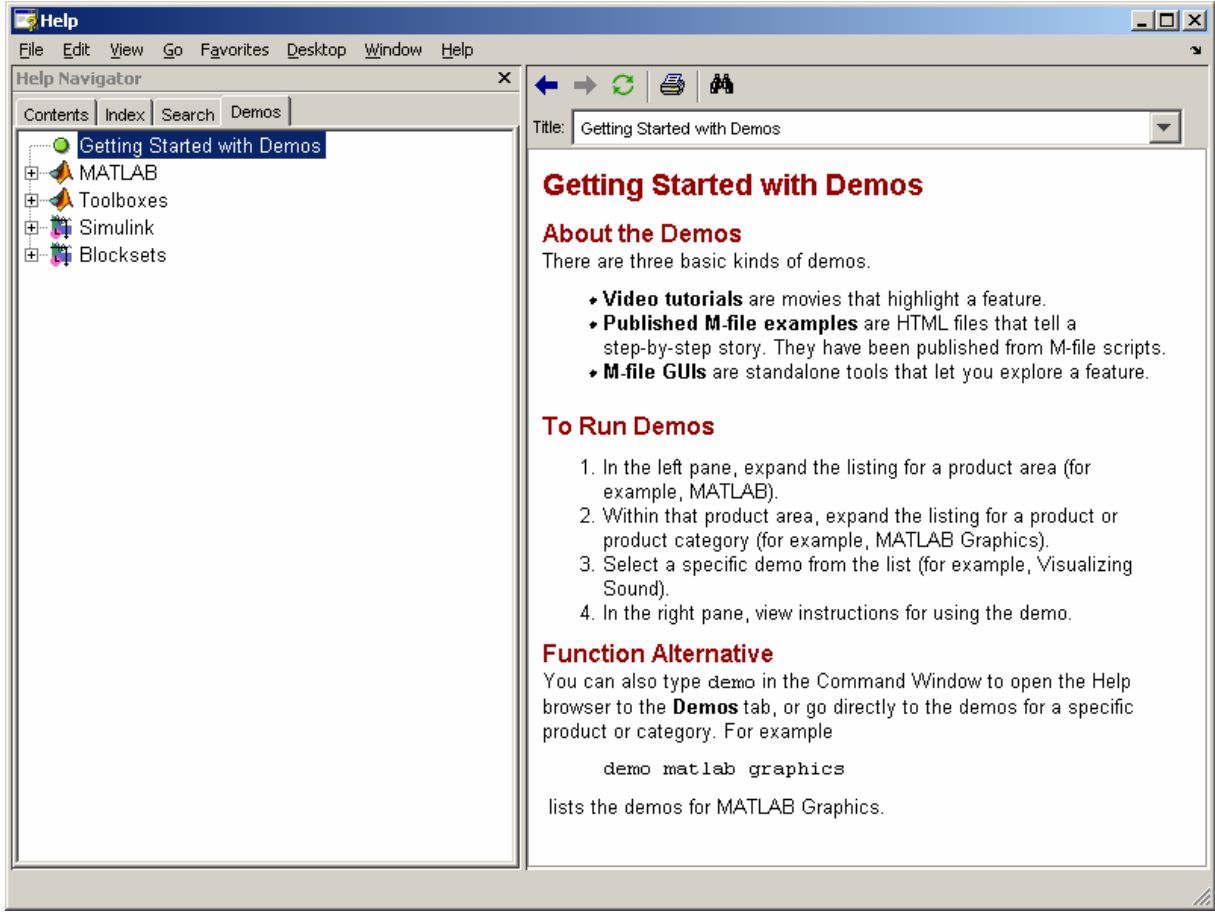 Help
File Edit View Go Favorites Desktop Window Help
Help Navigator
Contents Index Search Demos
Getting Started with Demos
MATLAB
Toolboxes
Simulink
Blocksets
Title: Getting Started with Demos
Getting Started with Demos
About the Demos
There are three basic kinds of demos.
• Video tutorials are movies that highlight a feature.
• Published M-file examples are HTML files that tell a
step-by-step story. They have been published from M-file scripts.
• M-file GUIs are standalone tools that let you explore a feature.
To Run Demos
1. In the left pane, expand the listing for a product area (for
example, MATLAB).
2. Within that product area, expand the listing for a product or
product category (for example, MATLAB Graphics).
3. Select a specific demo from the list (for example, Visualizing
Sound).
4. In the right pane, view instructions for using the demo.
Function Alternative
You can also type demo in the Command Window to open the Help
browser to the Demos tab, or go directly to the demos for a specific
product or category. For example
demo matlab graphics
lists the demos for MATLAB Graphics.